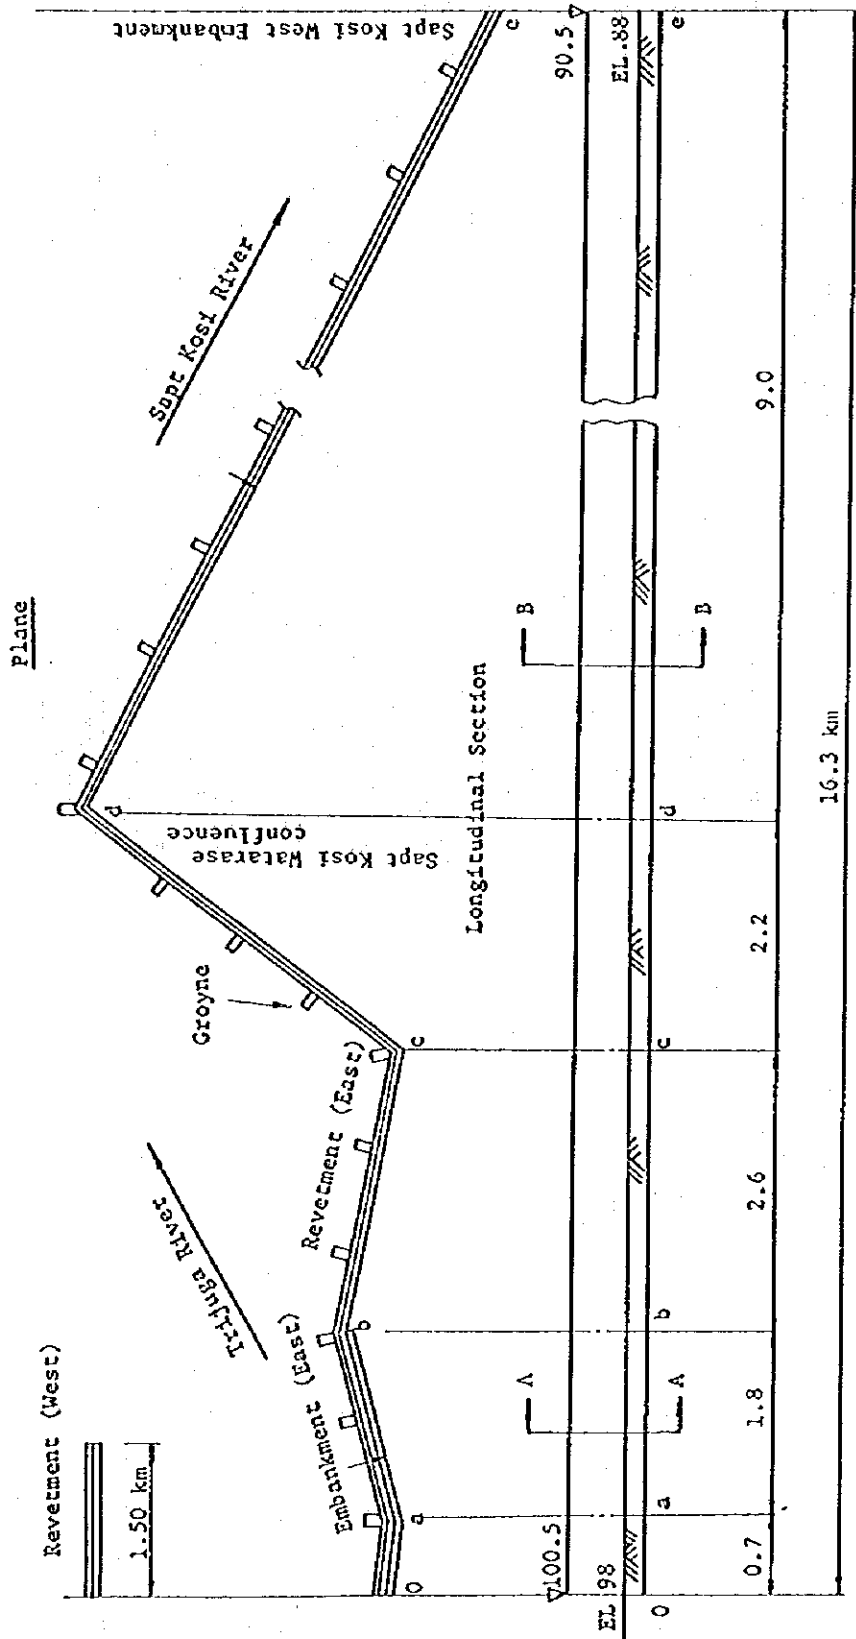 Plane
Revetment (West)
1.50 km
Trijuga River
Sapt Kosi River
Embankment (East)
Revetment (East)
Groyne
Sapt Kosi Watarase
confluence
Sapt Kosi West Embankment
O
a
b
c
d
e
Longitudinal Section
100.5
90.5
EL 98
EL.88
A
A
B
B
O
a
b
c
d
e
0.7
1.8
2.6
2.2
9.0
16.3 km